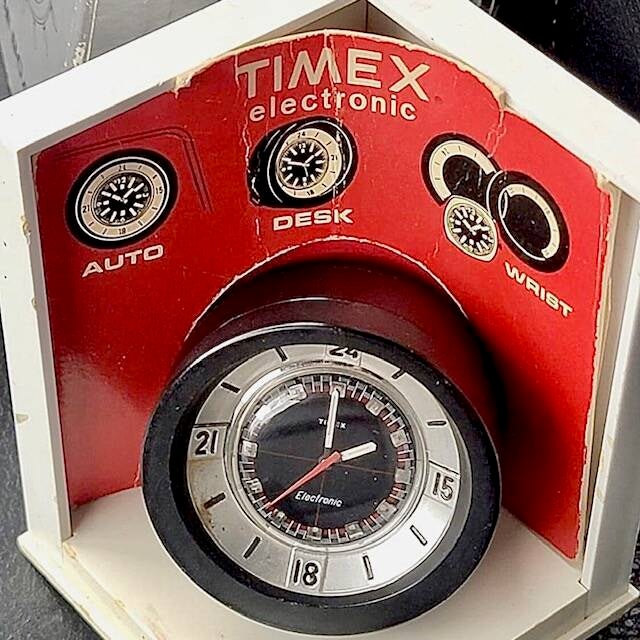 TIMEX
electronic
AUTO
DESK
WRIST
24
TIMEX
21
15
Electronic
18